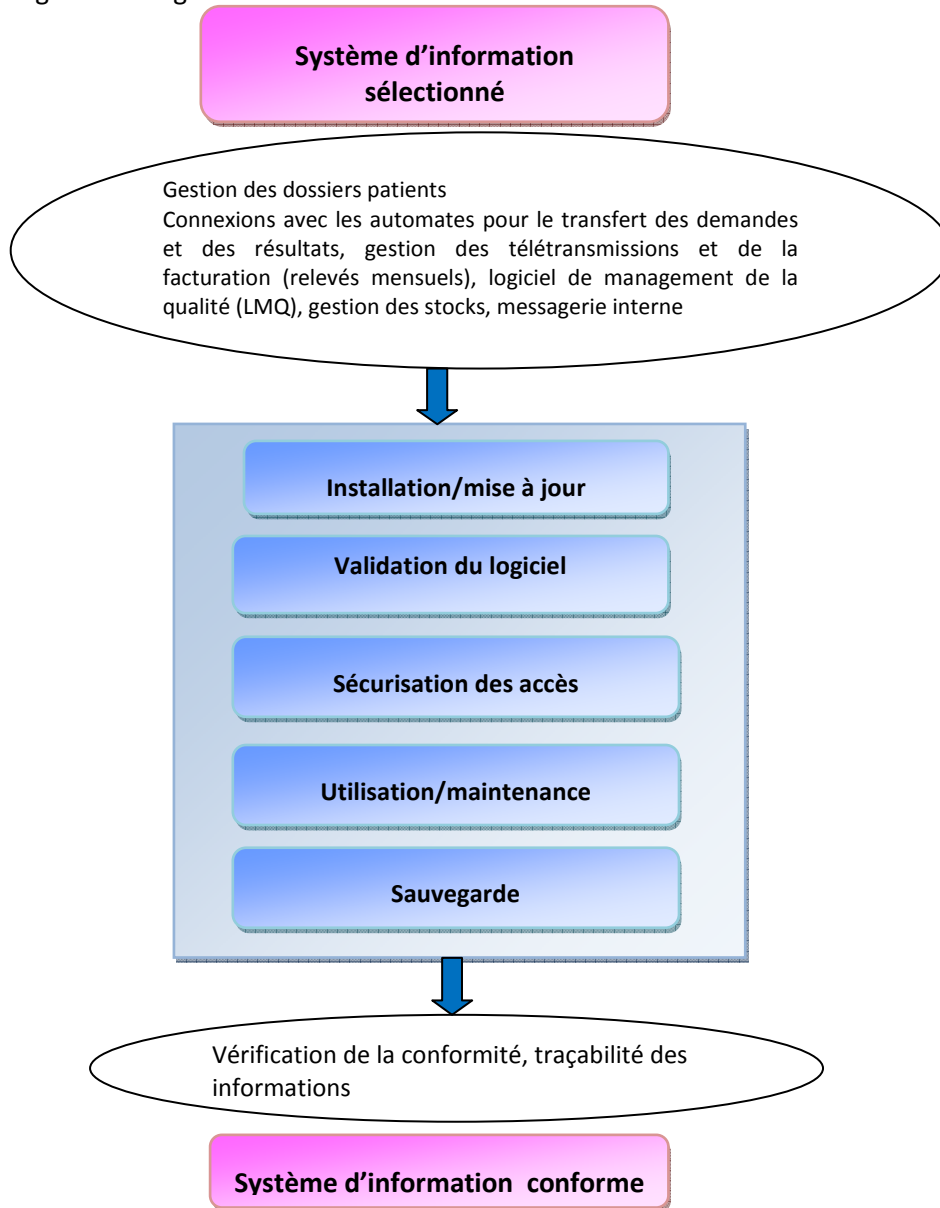 Système d’information
sélectionné
Gestion des dossiers patients
Connexions avec les automates pour le transfert des demandes
et des résultats, gestion des télétransmissions et de la
facturation (relevés mensuels), logiciel de management de la
qualité (LMQ), gestion des stocks, messagerie interne
Installation/mise à jour
Validation du logiciel
Sécurisation des accès
Utilisation/maintenance
Sauvegarde
Vérification de la conformité, traçabilité des
informations
Système d’information conforme